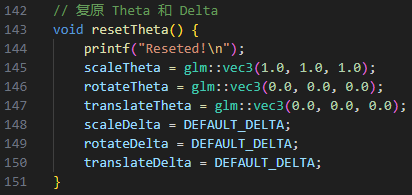 142 // 复原 Theta 和 Delta
143 void resetTheta() {
144     printf("Reseted!\n");
145     scaleTheta = glm::vec3(1.0, 1.0, 1.0);
146     rotateTheta = glm::vec3(0.0, 0.0, 0.0);
147     translateTheta = glm::vec3(0.0, 0.0, 0.0);
148     scaleDelta = DEFAULT_DELTA;
149     rotateDelta = DEFAULT_DELTA;
150     translateDelta = DEFAULT_DELTA;
151 }